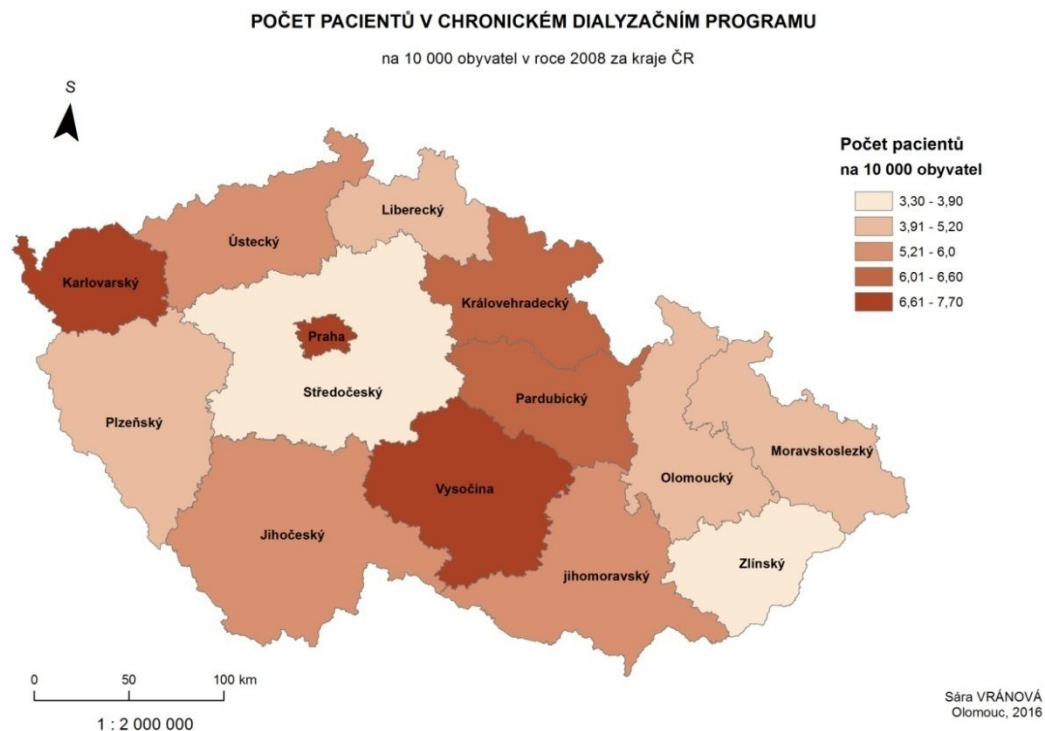 POČET PACIENTŮ V CHRONICKÉM DIALYZAČNÍM PROGRAMU
na 10 000 obyvatel v roce 2008 za kraje ČR
S
Počet pacientů
na 10 000 obyvatel
3,30 - 3,90
3,91 - 5,20
5,21 - 6,0
6,01 - 6,60
6,61 - 7,70
Liberecký
Ústecký
Karlovarský
Královehradecký
Praha
Středočeský
Pardubický
Plzeňský
Moravskoslezký
Olomoucký
Vysočina
Jihočeský
Zlínský
jihomoravský
0 50 100 km
1 : 2 000 000
Sára VRÁNOVÁ
Olomouc, 2016